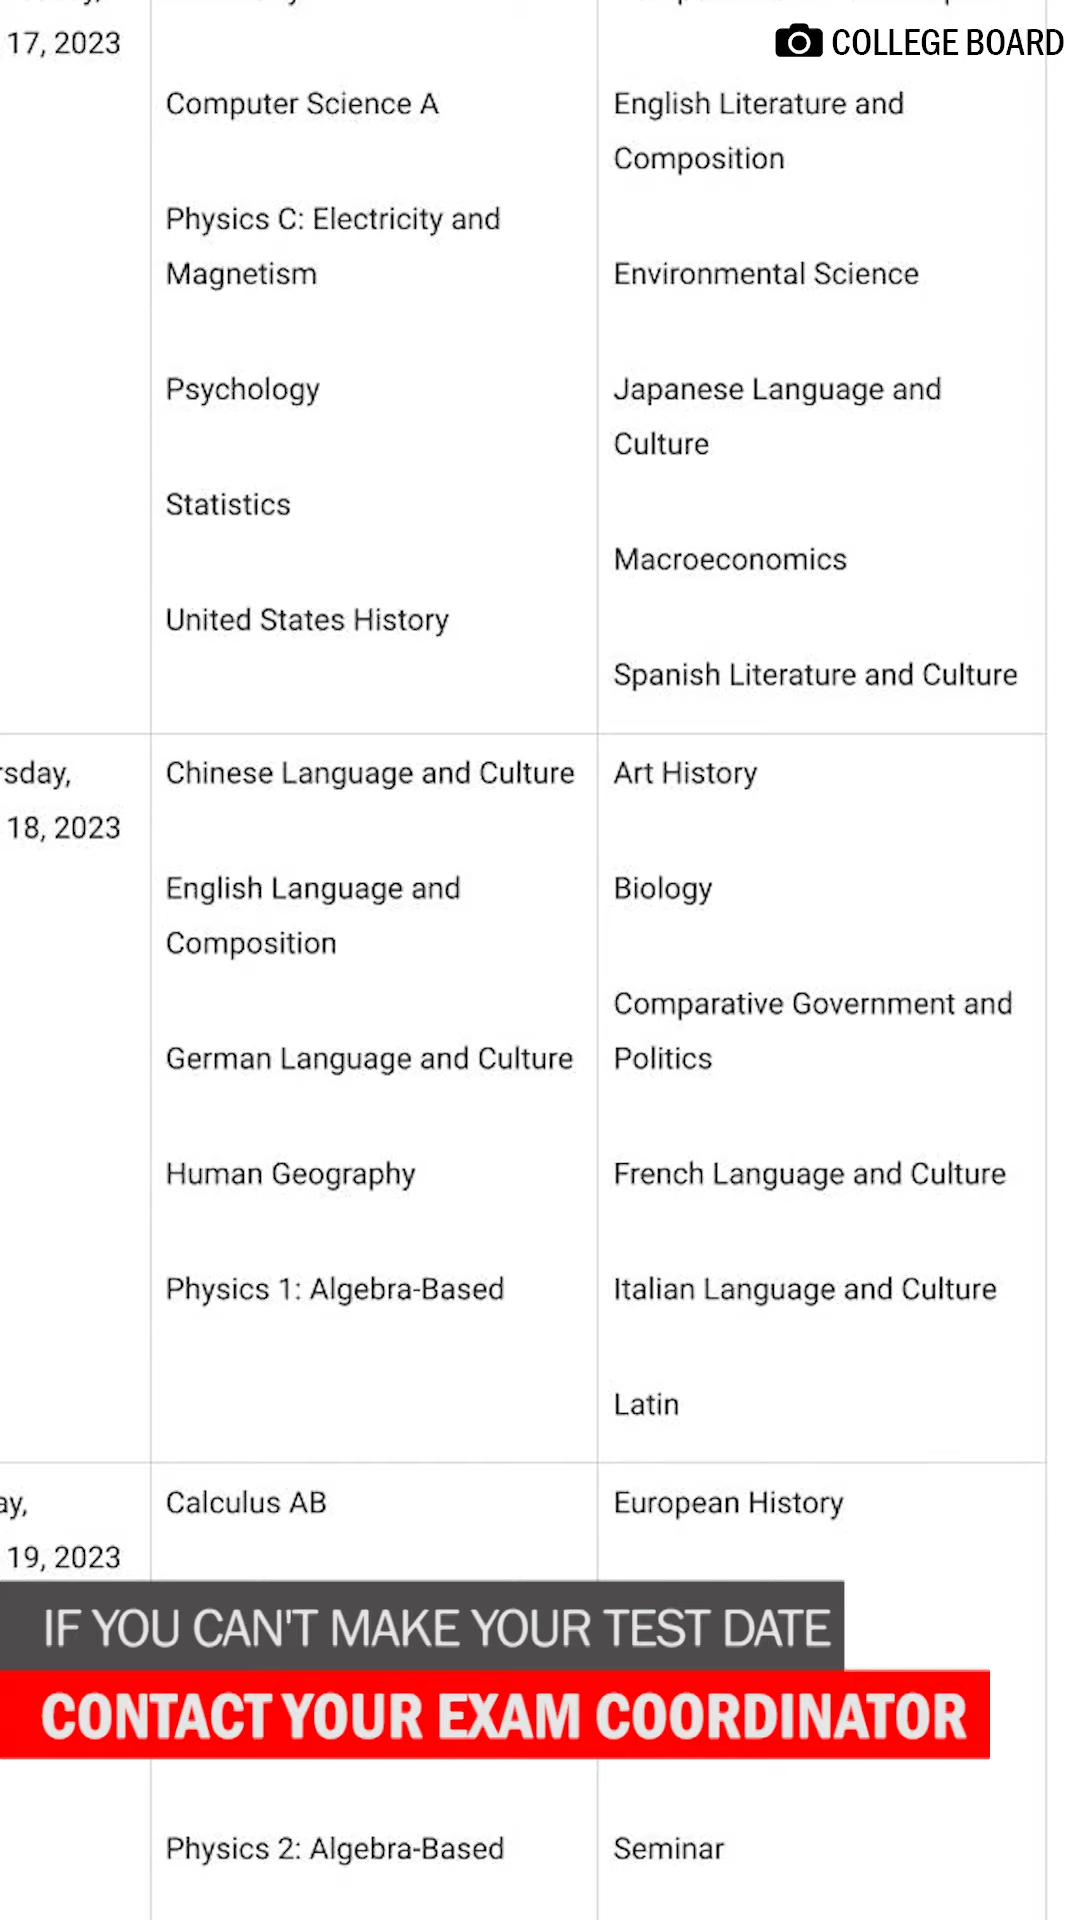 17, 2023
COLLEGE BOARD
Computer Science A
Physics C: Electricity and
Magnetism
Psychology
Statistics
United States History
English Literature and
Composition
Environmental Science
Japanese Language and
Culture
Macroeconomics
Spanish Literature and Culture
rsday,
18, 2023
Chinese Language and Culture
English Language and
Composition
German Language and Culture
Human Geography
Physics 1: Algebra-Based
Art History
Biology
Comparative Government and
Politics
French Language and Culture
Italian Language and Culture
Latin
ay,
19, 2023
Calculus AB
European History
IF YOU CAN'T MAKE YOUR TEST DATE
CONTACT YOUR EXAM COORDINATOR
Physics 2: Algebra-Based
Seminar